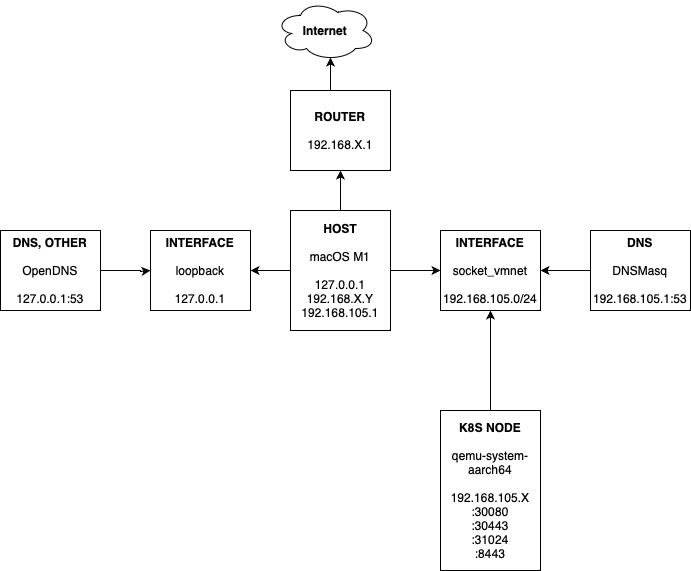 Internet
ROUTER
192.168.X.1
DNS, OTHER
OpenDNS
127.0.0.1:53
INTERFACE
loopback
127.0.0.1
HOST
macOS M1
127.0.0.1
192.168.X.Y
192.168.105.1
INTERFACE
socket_vmnet
192.168.105.0/24
DNS
DNSMasq
192.168.105.1:53
K8S NODE
qemu-system-
aarch64
192.168.105.X
:30080
:30443
:31024
:8443